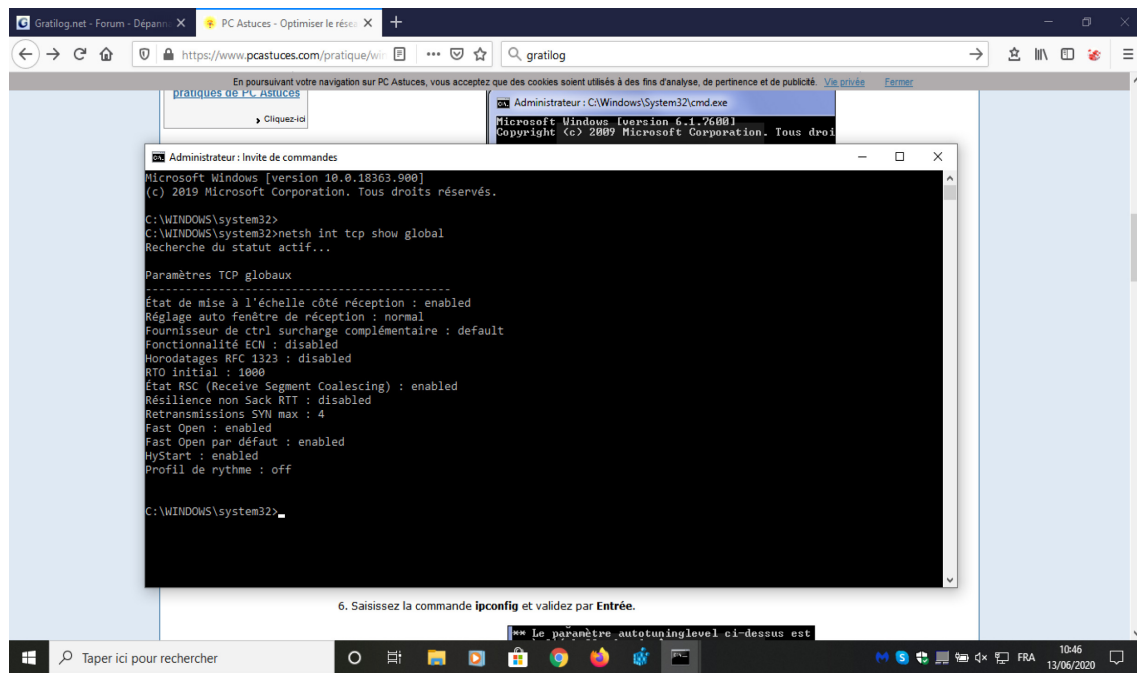 Gratilog.net - Forum - Dépann
PC Astuces - Optimiser le rése
https://www.pcastuces.com/pratique/win
gratilog
En poursuivant votre navigation sur PC Astuces, vous acceptez que des cookies soient utilisés à des fins d'analyse, de pertinence et de publicité. Vie privée Fermer
pratiques de PC Astuces
Cliquez-ici
Administrateur : C:\Windows\System32\cmd.exe
Microsoft Windows [version 6.1.7600]
Copyright (c) 2009 Microsoft Corporation. Tous droi
Administrateur : Invite de commandes
Microsoft Windows [version 10.0.18363.900]
(c) 2019 Microsoft Corporation. Tous droits réservés.
C:\WINDOWS\system32>
C:\WINDOWS\system32>netsh int tcp show global
Recherche du statut actif...
Paramètres TCP globaux
----------------------------------------------
État de mise à l'échelle côté réception : enabled
Réglage auto fenêtre de réception : normal
Fournisseur de ctrl surcharge complémentaire : default
Fonctionnalité ECN : disabled
Horodatages RFC 1323 : disabled
RTO initial : 1000
État RSC (Receive Segment Coalescing) : enabled
Résilience non Sack RTT : disabled
Retransmissions SYN max : 4
Fast Open : enabled
Fast Open par défaut : enabled
HyStart : enabled
Profil de rythme : off
C:\WINDOWS\system32>
6. Saisissez la commande ipconfig et validez par Entrée.
** Le paramètre autotuninglevel ci-dessus est
Taper ici pour rechercher
FRA
10:46
13/06/2020